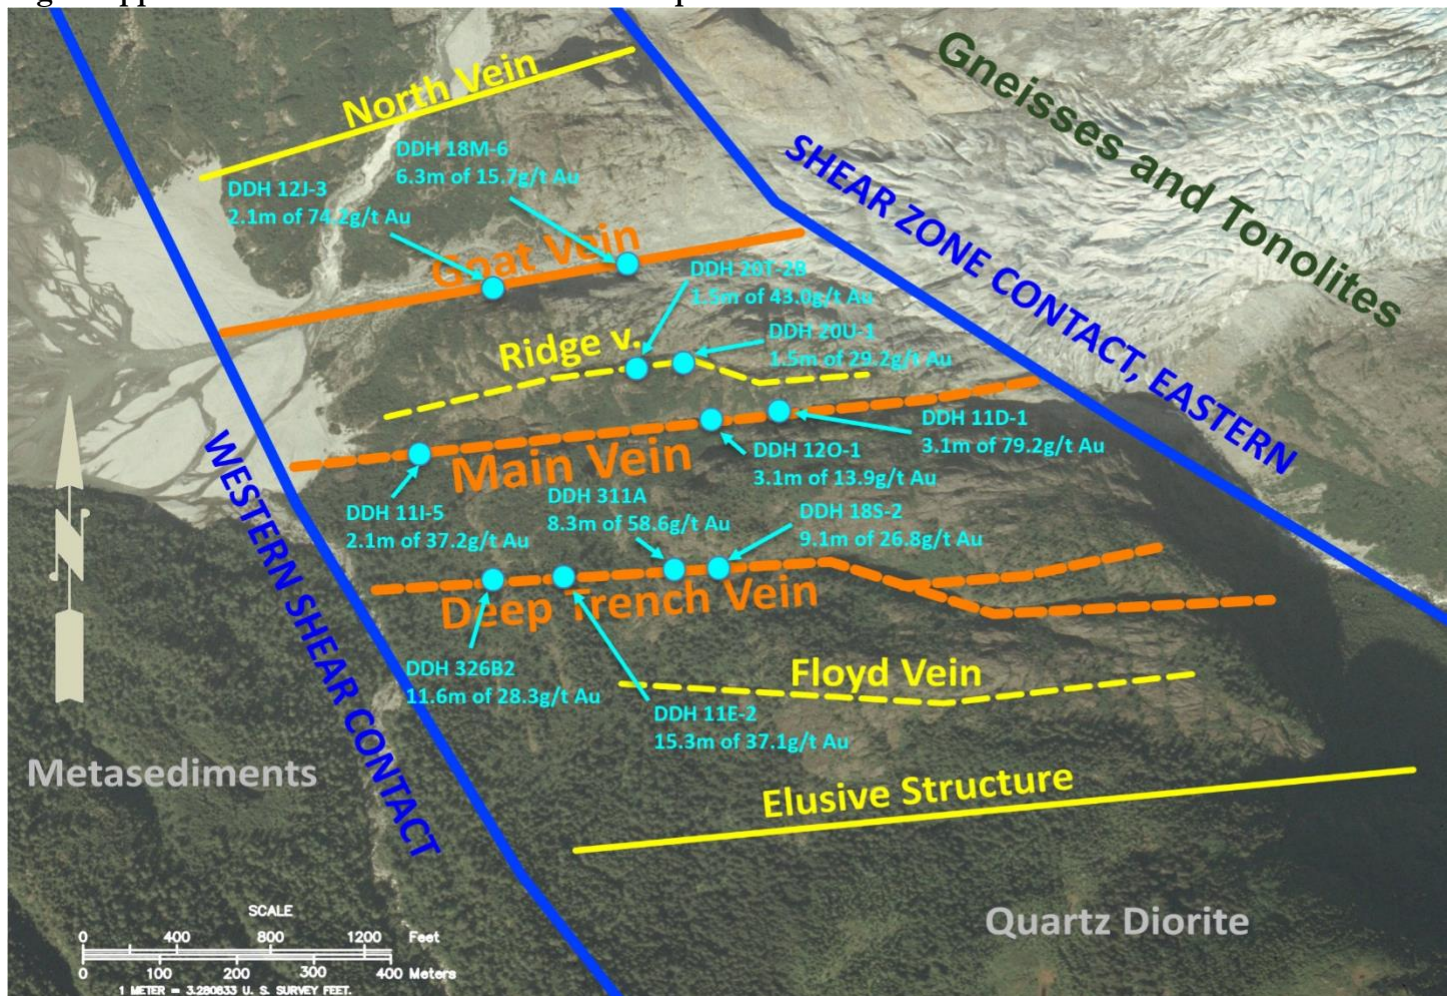 North Vein
DDH 18M-6
6.3m of 15.7g/t Au
DDH 12J-3
2.1m of 74.2g/t Au
Goat Vein
Gneisses and Tonolites
SHEAR ZONE CONTACT, EASTERN
DDH 20T-2B
1.5m of 43.0g/t Au
DDH 20U-1
1.5m of 29.2g/t Au
Ridge v.
DDH 11D-1
3.1m of 79.2g/t Au
DDH 12O-1
3.1m of 13.9g/t Au
Main Vein
DDH 11I-5
2.1m of 37.2g/t Au
DDH 311A
8.3m of 58.6g/t Au
DDH 18S-2
9.1m of 26.8g/t Au
WESTERN SHEAR CONTACT
N
Deep Trench Vein
DDH 326B2
11.6m of 28.3g/t Au
DDH 11E-2
15.3m of 37.1g/t Au
Floyd Vein
Metasediments
Elusive Structure
Quartz Diorite
SCALE
0 400 800 1200 Feet
0 100 200 300 400 Meters
1 METER = 3.280833 U. S. SURVEY FEET.